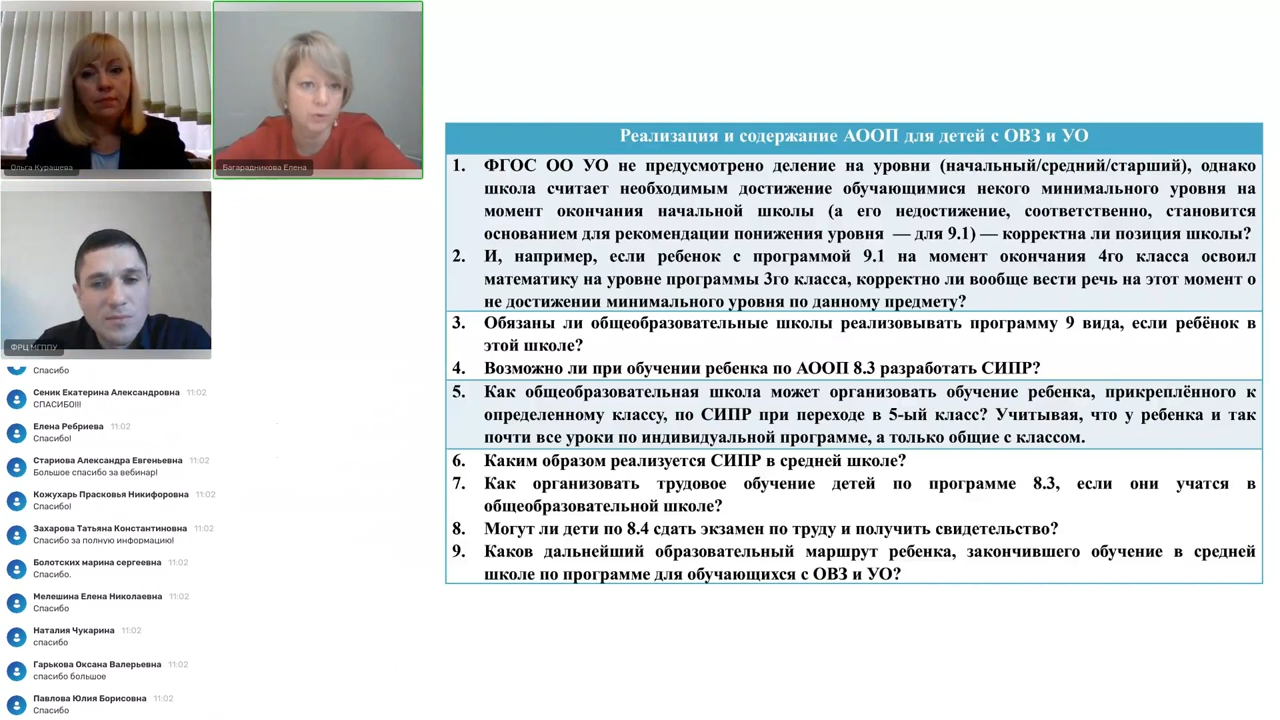 Ольга Курашева
Багарадникова Елена
ФРЦ МГППУ
Спасибо
Сеник Екатерина Александровна 11:02
СПАСИБО!!!
Елена Ребриева 11:02
Спасибо!
Стариова Александра Евгеньевна 11:02
Большое спасибо за вебинар!
Кожухарь Прасковья Никифоровна 11:02
Спасибо!
Захарова Татьяна Константиновна 11:02
Спасибо за полную информацию!
Болотских марина сергеевна 11:02
Спасибо.
Мелешина Елена Николаевна 11:02
Спасибо
Наталия Чукарина 11:02
спасибо
Гарькова Оксана Валерьевна 11:02
спасибо большое
Павлова Юлия Борисовна 11:02
Спасибо
Реализация и содержание АООП для детей с ОВЗ и УО
1. ФГОС ОО УО не предусмотрено деление на уровни (начальный/средний/старший), однако
школа считает необходимым достижение обучающимися некого минимального уровня на
момент окончания начальной школы (а его недостижение, соответственно, становится
основанием для рекомендации понижения уровня — для 9.1) — корректна ли позиция школы?
2. И, например, если ребенок с программой 9.1 на момент окончания 4го класса освоил
математику на уровне программы 3го класса, корректно ли вообще вести речь на этот момент о
не достижении минимального уровня по данному предмету?
3. Обязаны ли общеобразовательные школы реализовывать программу 9 вида, если ребёнок в
этой школе?
4. Возможно ли при обучении ребенка по АООП 8.3 разработать СИПР?
5. Как общеобразовательная школа может организовать обучение ребенка, прикреплённого к
определенному классу, по СИПР при переходе в 5-ый класс? Учитывая, что у ребенка и так
почти все уроки по индивидуальной программе, а только общие с классом.
6. Каким образом реализуется СИПР в средней школе?
7. Как организовать трудовое обучение детей по программе 8.3, если они учатся в
общеобразовательной школе?
8. Могут ли дети по 8.4 сдать экзамен по труду и получить свидетельство?
9. Каков дальнейший образовательный маршрут ребенка, закончившего обучение в средней
школе по программе для обучающихся с ОВЗ и УО?